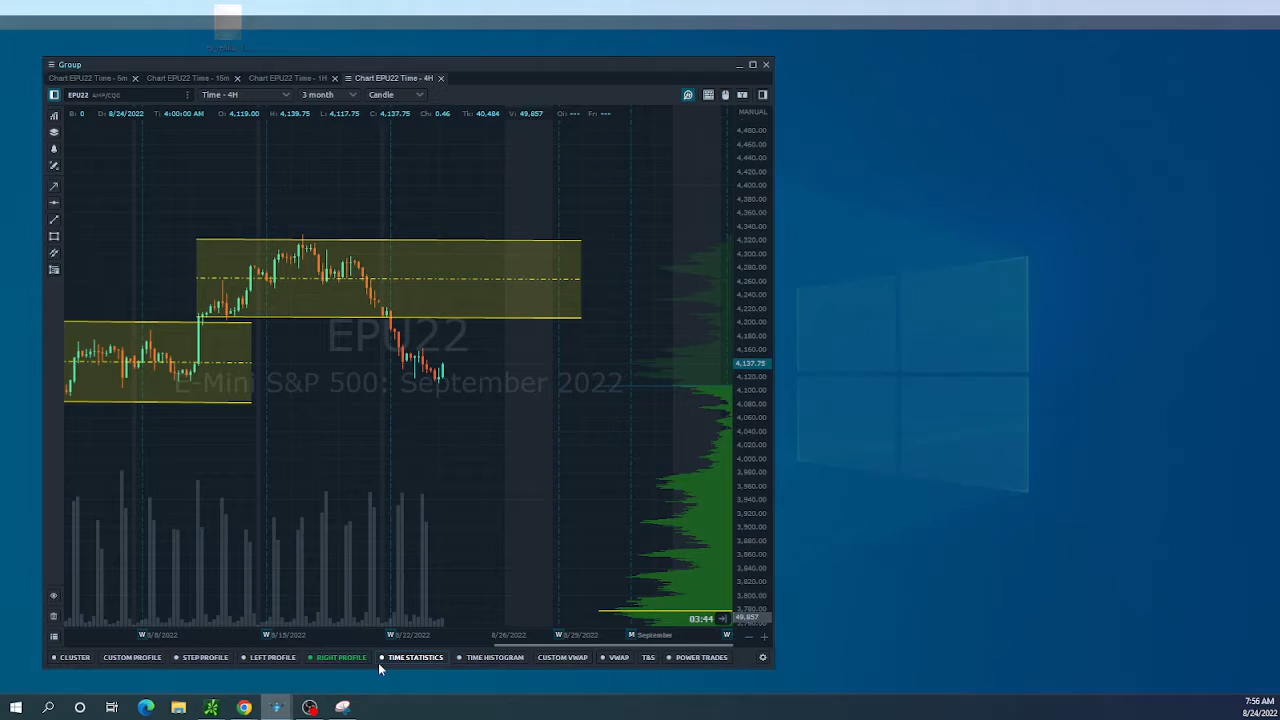 Group
Chart EPU22 Time - 5m
Chart EPU22 Time - 15m
Chart EPU22 Time - 1H
Chart EPU22 Time - 4H
EPU22 AMP/CQG
Time - 4H
3 month
Candle
B: 0 D: 8/24/2022 T: 4:00:00 AM O: 4,119.00 H: 4,139.75 L: 4,117.75 C: 4,137.75 Ch: 0.46 Tk: 40,484 V: 49,857 Oi: --- Fr: ---
MANUAL
4,480.00
4,460.00
4,440.00
4,420.00
4,400.00
4,380.00
4,360.00
4,340.00
4,320.00
4,300.00
4,280.00
4,260.00
4,240.00
4,220.00
4,200.00
4,180.00
4,160.00
4,137.75
4,120.00
4,100.00
4,080.00
4,060.00
4,040.00
4,020.00
4,000.00
3,980.00
3,960.00
3,940.00
3,920.00
3,900.00
3,880.00
3,860.00
3,840.00
3,820.00
3,800.00
3,780.00
49,857
EPU22
E-Mini S&P 500: September 2022
03:44
W 8/8/2022 W 8/15/2022 W 8/22/2022 8/26/2022 W 8/29/2022 M September W
CLUSTER CUSTOM PROFILE STEP PROFILE LEFT PROFILE RIGHT PROFILE TIME STATISTICS TIME HISTOGRAM CUSTOM VWAP VWAP T&S POWER TRADES
7:56 AM
8/24/2022